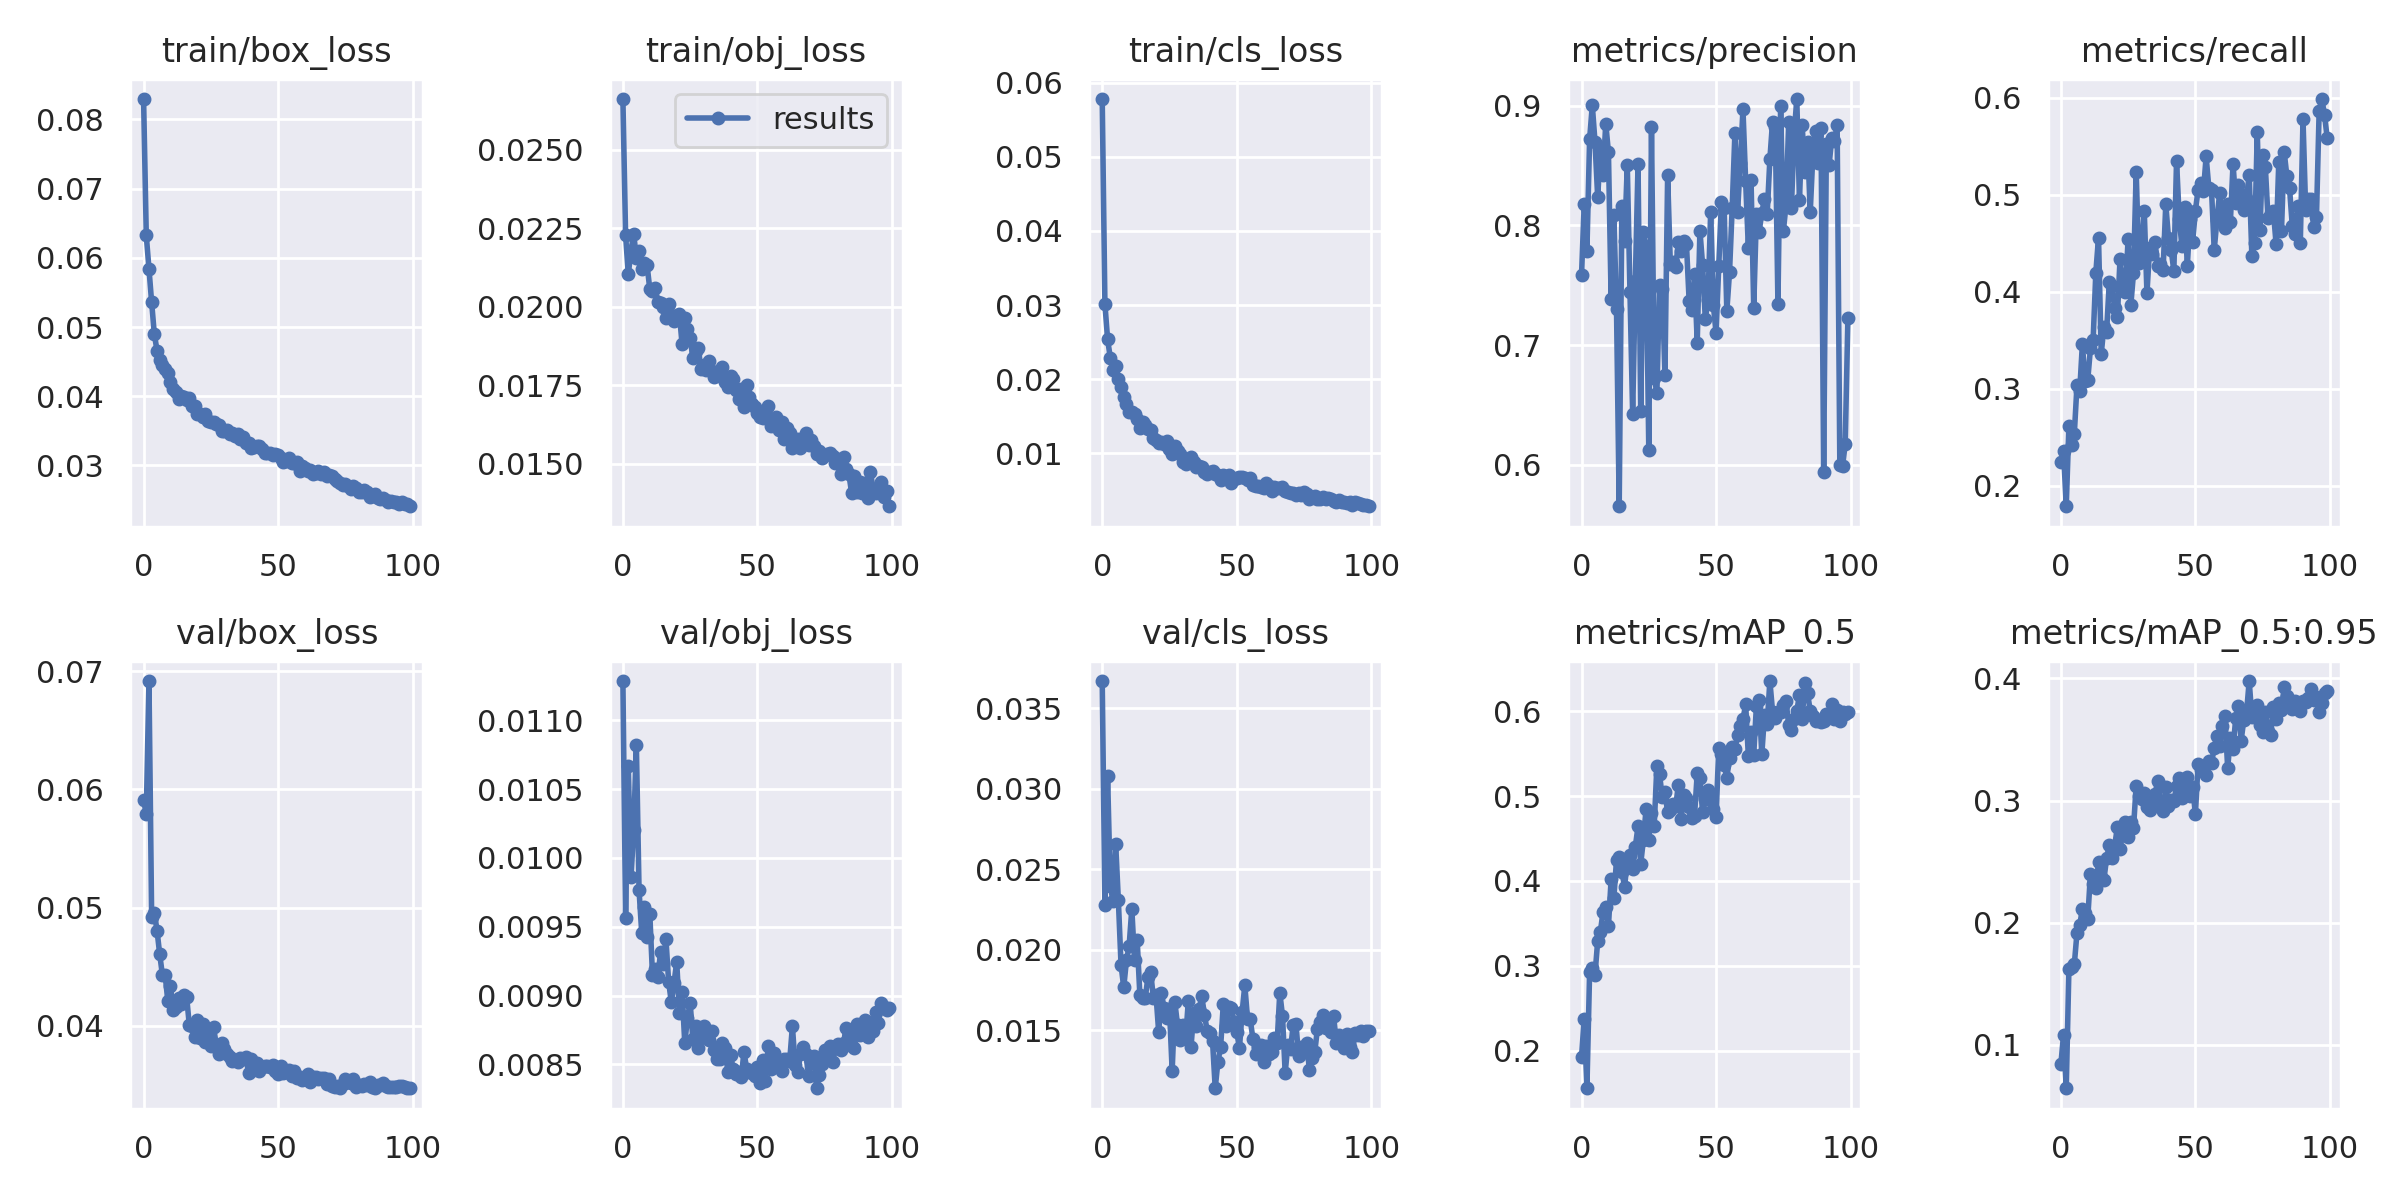 train/box_loss
0.08
0.07
0.06
0.05
0.04
0.03
0 50 100
train/obj_loss
results
0.0250
0.0225
0.0200
0.0175
0.0150
0 50 100
train/cls_loss
0.06
0.05
0.04
0.03
0.02
0.01
0 50 100
metrics/precision
0.9
0.8
0.7
0.6
0 50 100
metrics/recall
0.6
0.5
0.4
0.3
0.2
0 50 100
val/box_loss
0.07
0.06
0.05
0.04
0 50 100
val/obj_loss
0.0110
0.0105
0.0100
0.0095
0.0090
0.0085
0 50 100
val/cls_loss
0.035
0.030
0.025
0.020
0.015
0 50 100
metrics/mAP_0.5
0.6
0.5
0.4
0.3
0.2
0 50 100
metrics/mAP_0.5:0.95
0.4
0.3
0.2
0.1
0 50 100